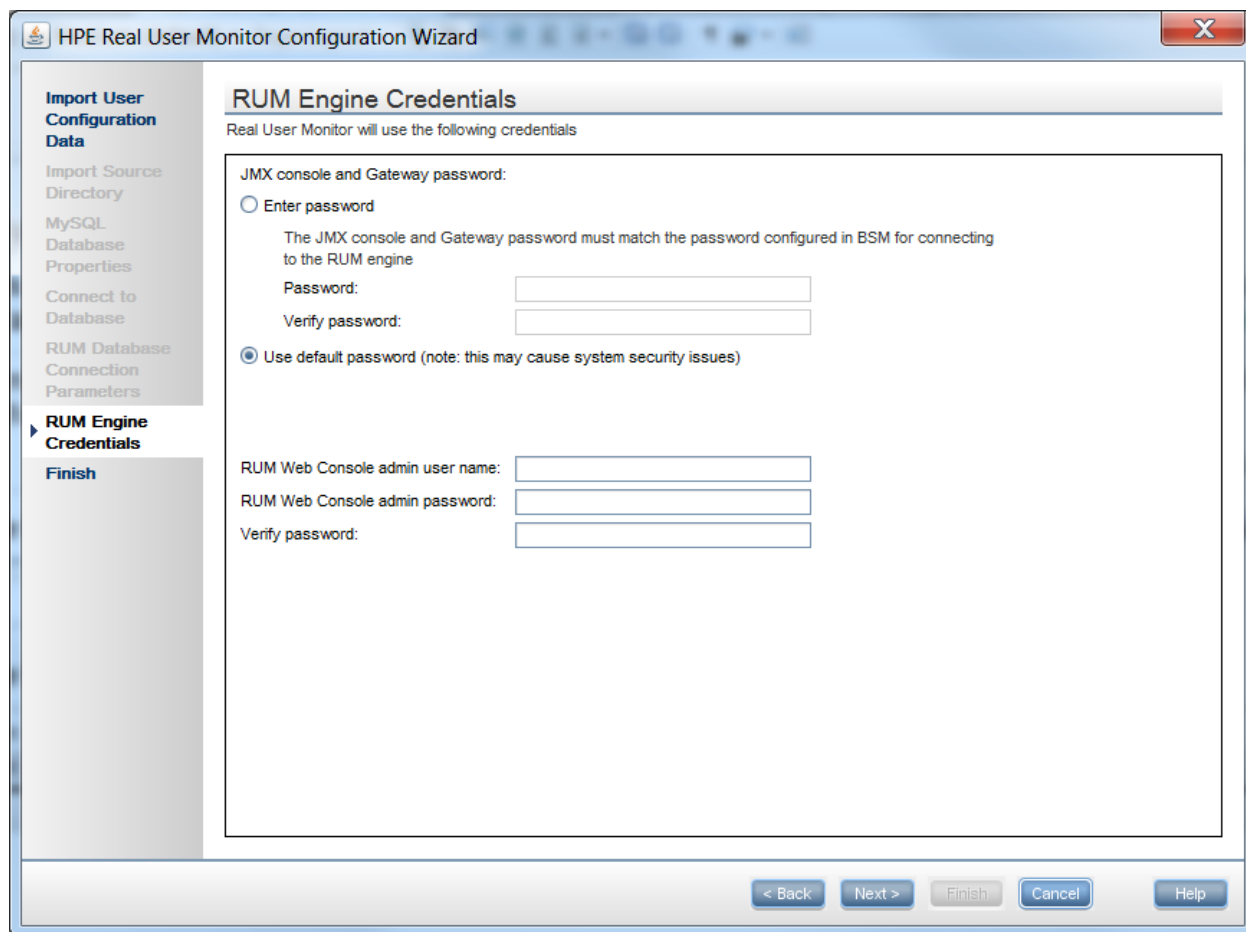 HPE Real User Monitor Configuration Wizard
X
Import User
Configuration
Data
Import Source
Directory
MySQL
Database
Properties
Connect to
Database
RUM Database
Connection
Parameters
RUM Engine
Credentials
Finish
RUM Engine Credentials
Real User Monitor will use the following credentials
JMX console and Gateway password:
Enter password
The JMX console and Gateway password must match the password configured in BSM for connecting
to the RUM engine
Password:
Verify password:
Use default password (note: this may cause system security issues)
RUM Web Console admin user name:
RUM Web Console admin password:
Verify password:
< Back
Next >
Finish
Cancel
Help